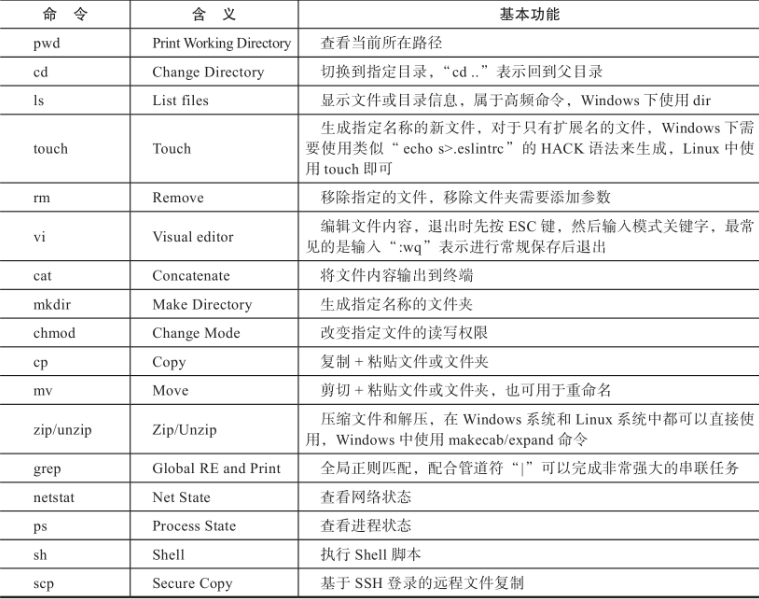 命 令 含 义 基本功能
pwd Print Working Directory 查看当前所在路径
cd Change Directory 切换到指定目录，“cd ..”表示回到父目录
ls List files 显示文件或目录信息，属于高频命令，Windows 下使用 dir
touch Touch 生成指定名称的新文件，对于只有扩展名的文件，Windows 下需
要使用类似“ echo s>.eslintrc”的 HACK 语法来生成，Linux 中使
用 touch 即可
rm Remove 移除指定的文件，移除文件夹需要添加参数
vi Visual editor 编辑文件内容，退出时先按 ESC 键，然后输入模式关键字，最常
见的是输入“:wq”表示进行常规保存后退出
cat Concatenate 将文件内容输出到终端
mkdir Make Directory 生成指定名称的文件夹
chmod Change Mode 改变指定文件的读写权限
cp Copy 复制 + 粘贴文件或文件夹
mv Move 剪切 + 粘贴文件或文件夹，也可用于重命名
zip/unzip Zip/Unzip 压缩文件和解压，在 Windows 系统和 Linux 系统中都可以直接使
用，Windows 中使用 makecab/expand 命令
grep Global RE and Print 全局正则匹配，配合管道符“|”可以完成非常强大的串联任务
netstat Net State 查看网络状态
ps Process State 查看进程状态
sh Shell 执行 Shell 脚本
scp Secure Copy 基于 SSH 登录的远程文件复制